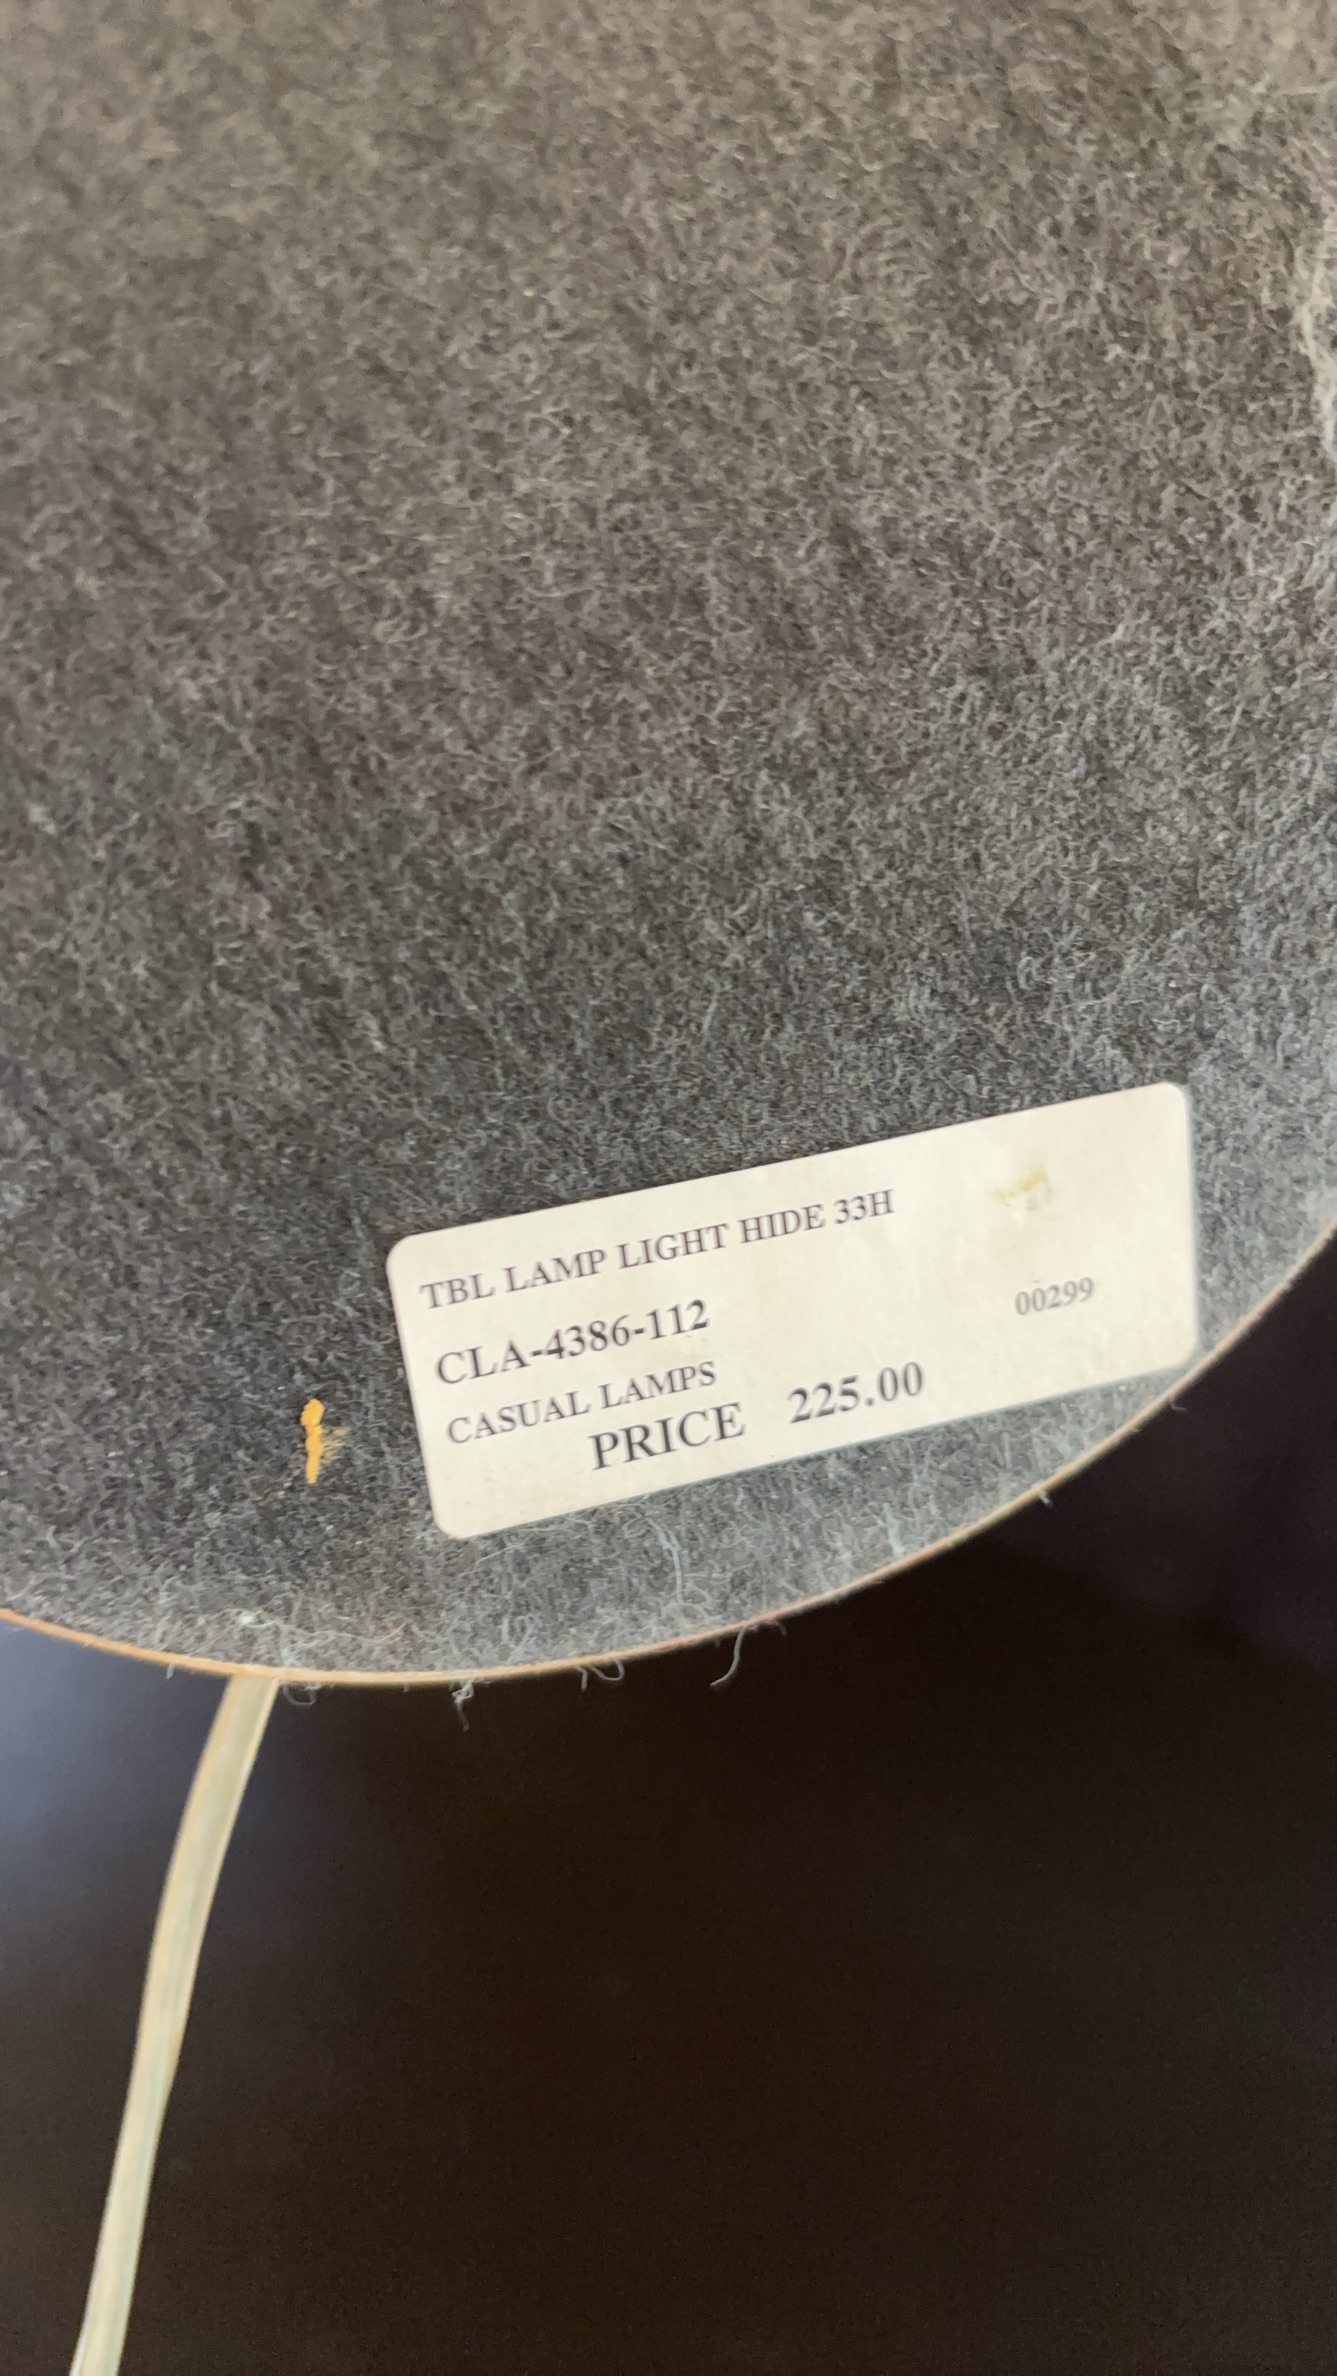 TBL LAMP LIGHT HIDE 33H
CLA-4386-112
00299
CASUAL LAMPS
PRICE 225.00